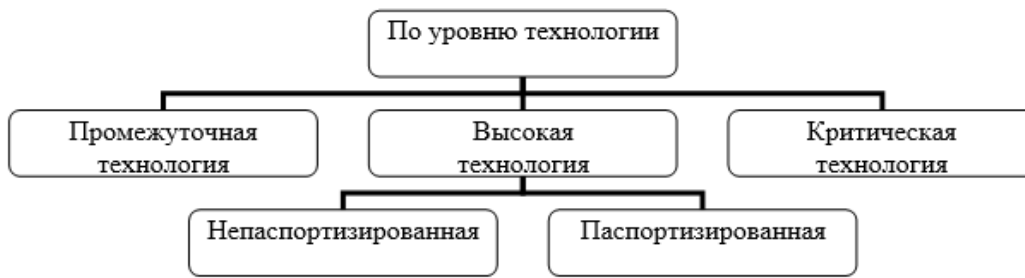 По уровню технологии
Промежуточная
технология
Высокая
технология
Критическая
технология
Непаспортизированная
Паспортизированная